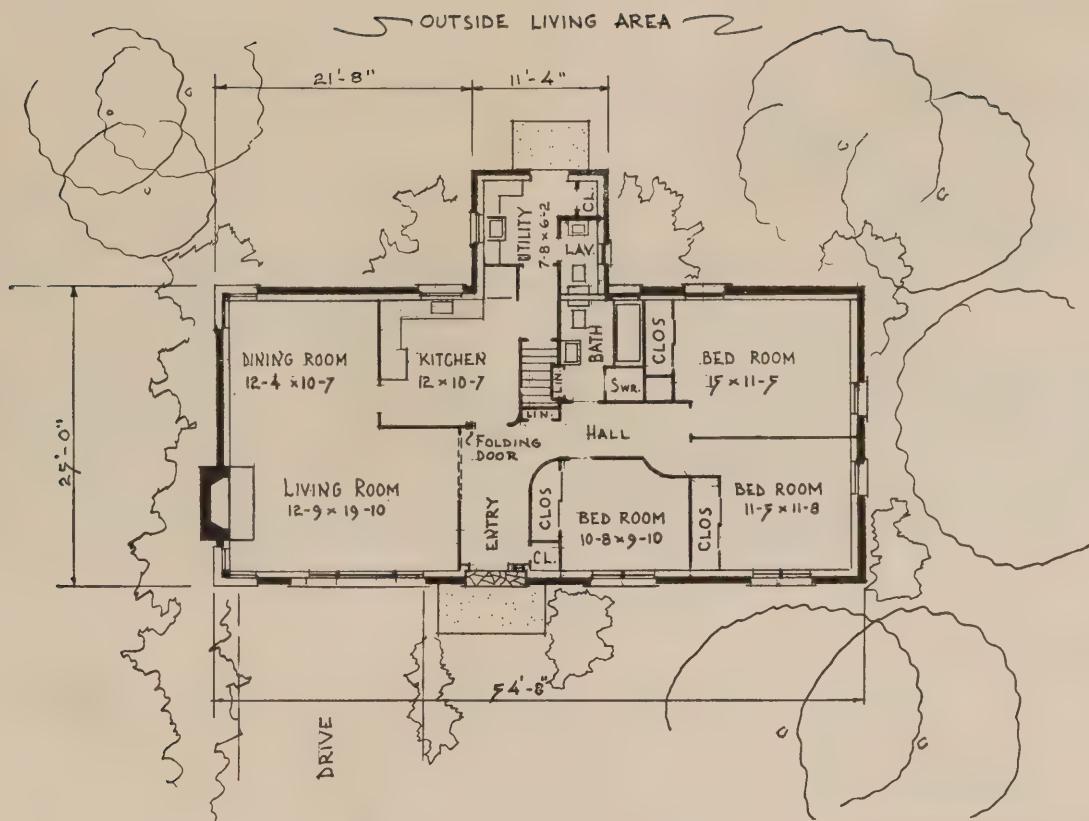 OUTSIDE LIVING AREA
21'-8"
11'-4"
UTILITY
7-8 x 6-2
CL.
LAV.
DINING ROOM
12-4 x 10-7
KITCHEN
12 x 10-7
LIN.
BATH
SWR.
CLOS
BED ROOM
15 x 11-5
LIN.
HALL
FOLDING
DOOR
25'-0"
LIVING ROOM
12-9 x 19-10
ENTRY
CLOS
CL.
BED ROOM
10-8 x 9-10
CLOS
BED ROOM
11-5 x 11-8
54'-8"
DRIVE